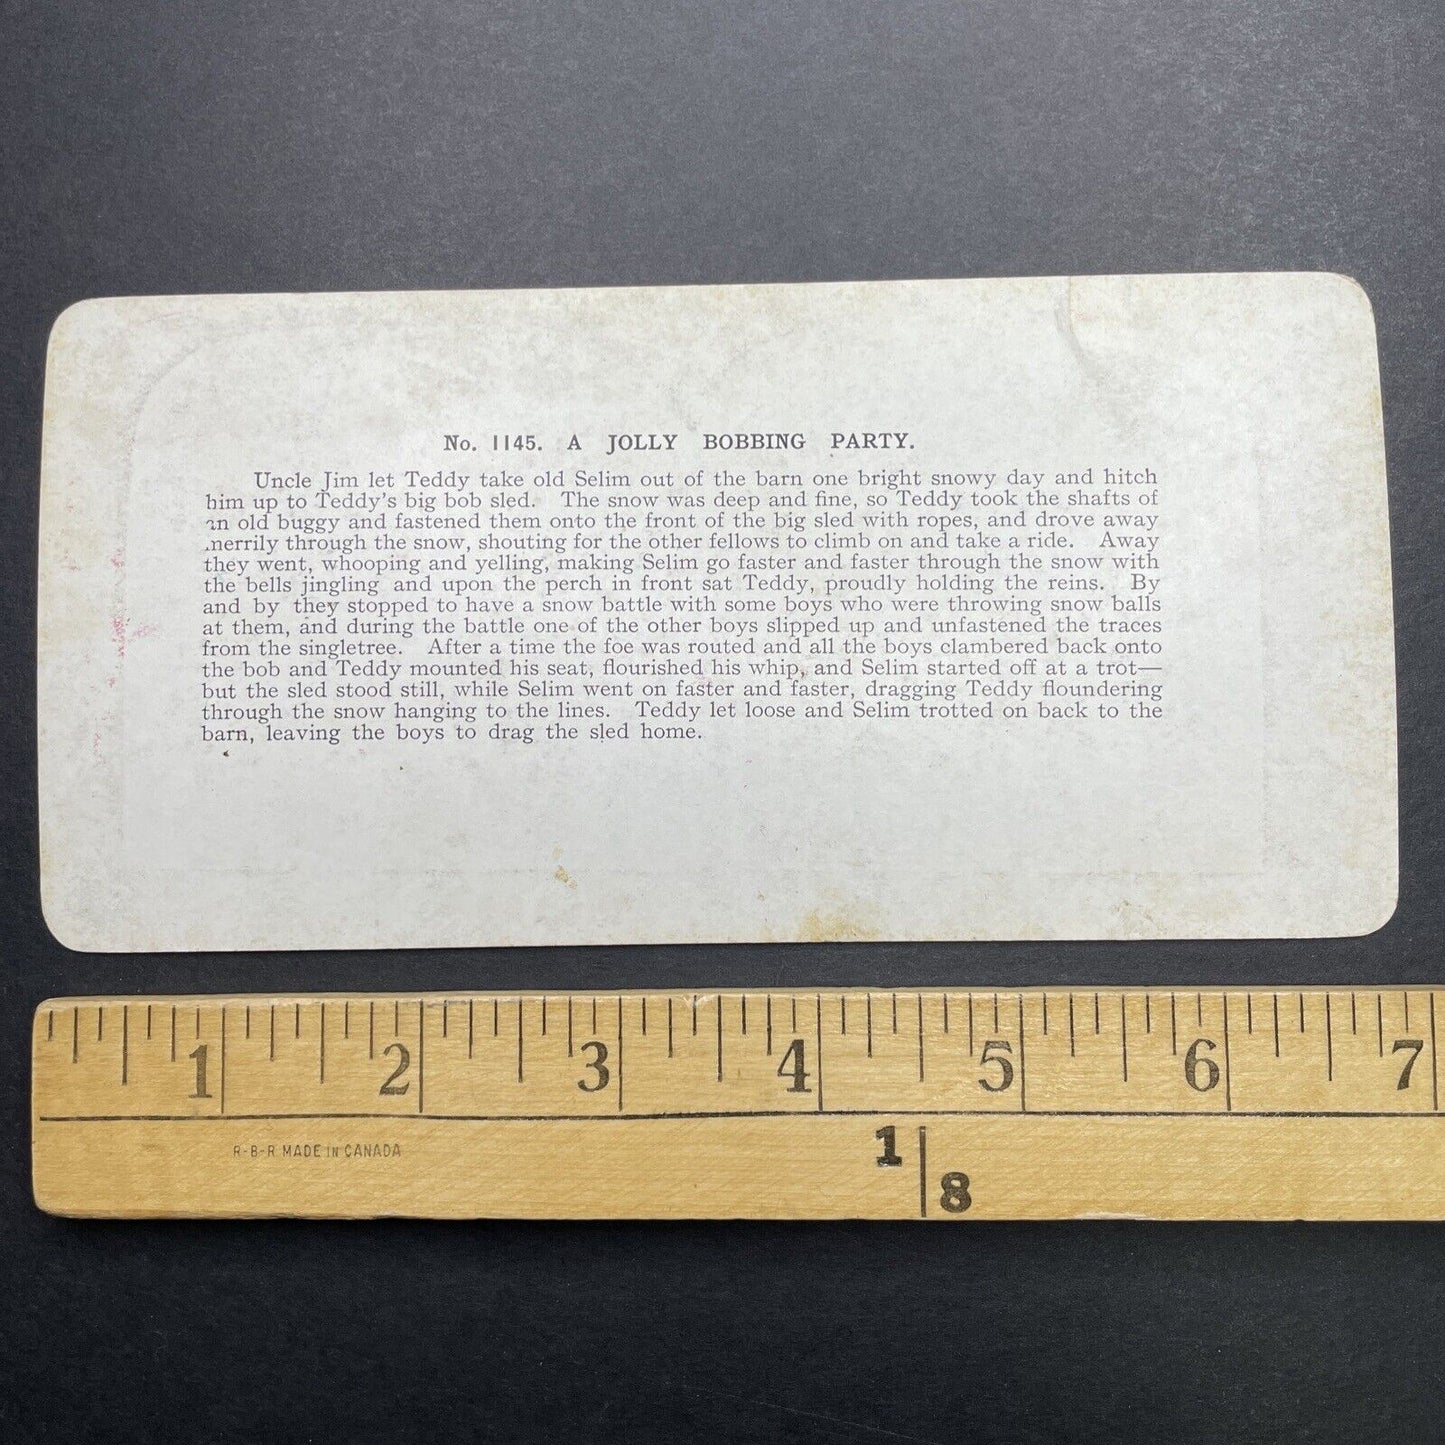 No. 1145. A JOLLY BOBBING PARTY.
Uncle Jim let Teddy take old Selim out of the barn one bright snowy day and hitch
him up to Teddy's big bob sled. The snow was deep and fine, so Teddy took the shafts of
an old buggy and fastened them onto the front of the big sled with ropes, and drove away
merrily through the snow, shouting for the other fellows to climb on and take a ride. Away
they went, whooping and yelling, making Selim go faster and faster through the snow with
the bells jingling and upon the perch in front sat Teddy, proudly holding the reins. By
and by they stopped to have a snow battle with some boys who were throwing snow balls
at them, and during the battle one of the other boys slipped up and unfastened the traces
from the singletree. After a time the foe was routed and all the boys clambered back onto
the bob and Teddy mounted his seat, flourished his whip, and Selim started off at a trot—
but the sled stood still, while Selim went on faster and faster, dragging Teddy floundering
through the snow hanging to the lines. Teddy let loose and Selim trotted on back to the
barn, leaving the boys to drag the sled home.
1 2 3 4 5 6 7
R-B-R MADE IN CANADA
1 8